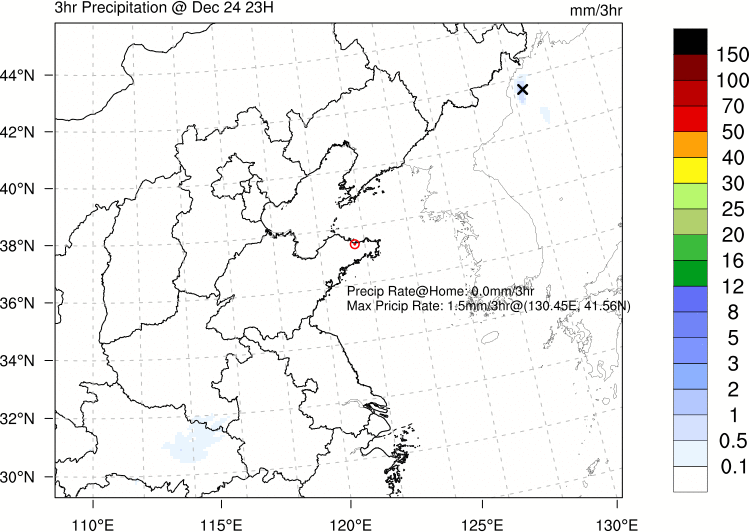 3hr Precipitation @ Dec 24 23H
mm/3hr
44°N
42°N
40°N
38°N
36°N
34°N
32°N
30°N
Precip Rate@Home: 0.0mm/3hr
Max Pricip Rate: 1.5mm/3hr@(130.45E, 41.56N)
110°E
115°E
120°E
125°E
130°E
150
100
70
50
40
30
25
20
16
12
8
5
3
2
1
0.5
0.1